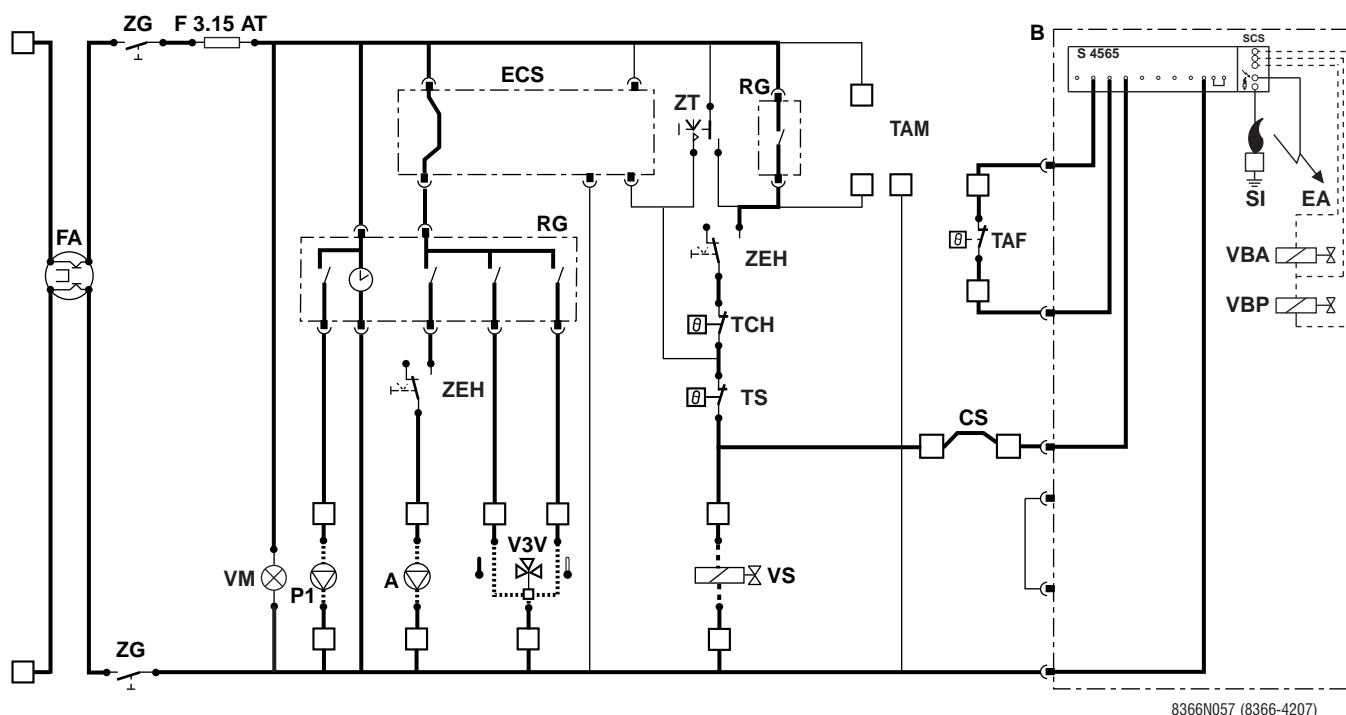 ZG F 3.15 AT
B
SCS
S 4565
ECS
ZT
RG
TAM
SI EA
RG
FA
ZEH
TAF
VBA
TCH
VBP
ZEH
TS
CS
V3V
VM
P1
A
VS
ZG
8366N057 (8366-4207)